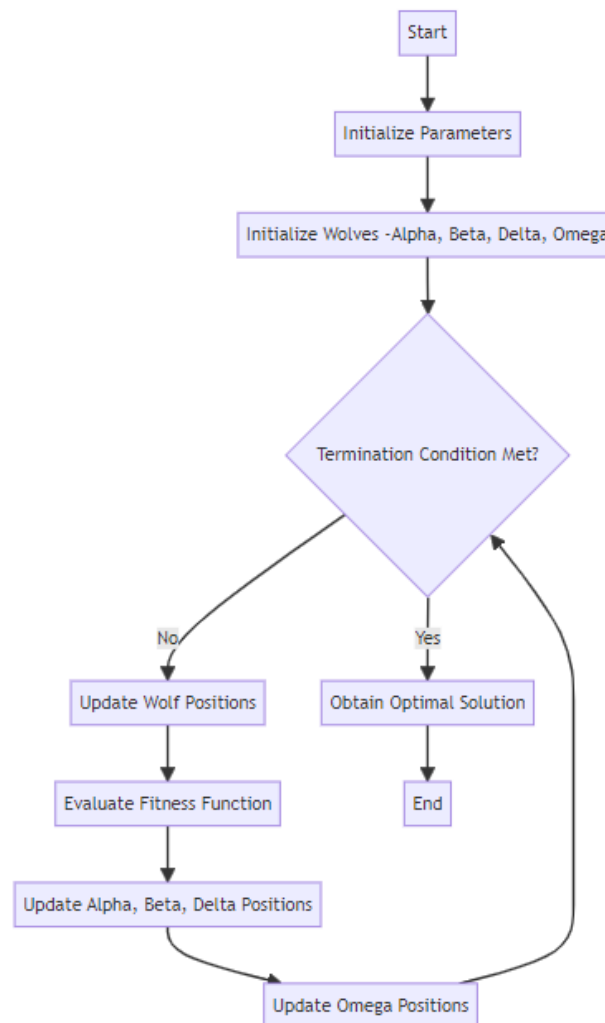 Start
Initialize Parameters
Initialize Wolves -Alpha, Beta, Delta, Omega
Termination Condition Met?
No
Yes
Update Wolf Positions
Obtain Optimal Solution
Evaluate Fitness Function
End
Update Alpha, Beta, Delta Positions
Update Omega Positions